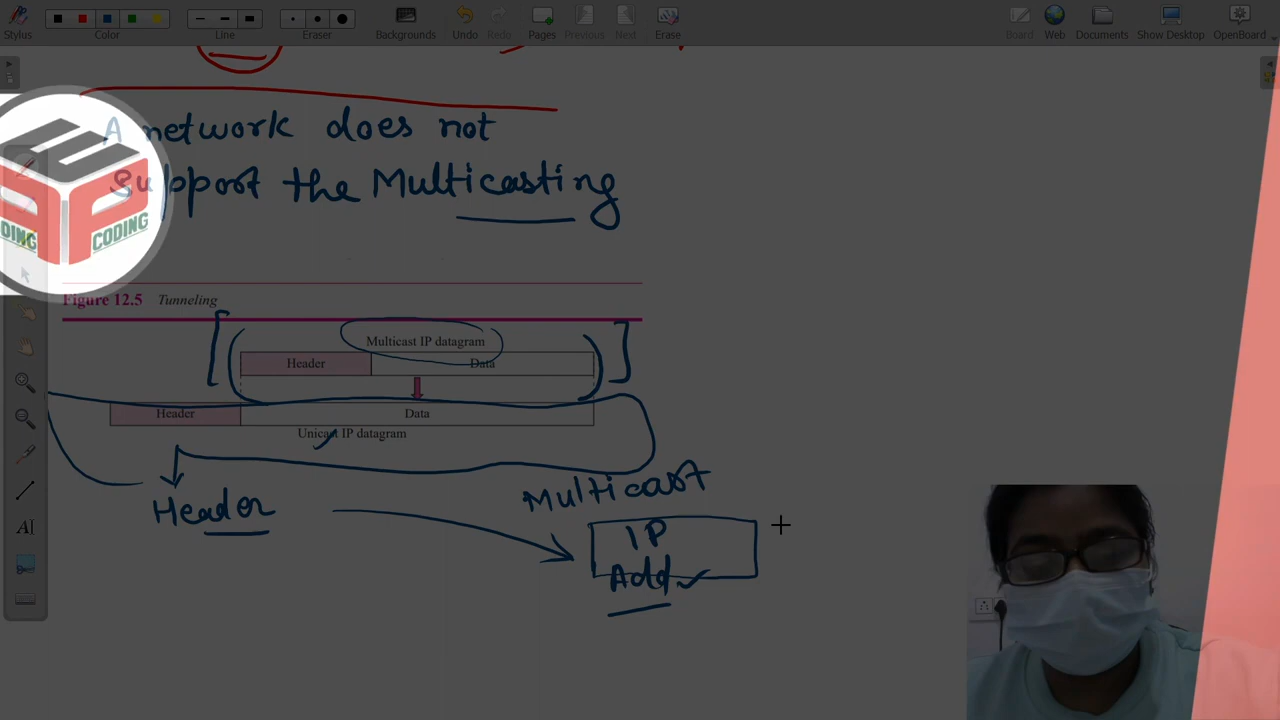 Stylus
Color
Line
Eraser
Backgrounds
Undo
Redo
Pages
Previous
Next
Erase
Board
Web
Documents
Show Desktop
OpenBoard
A network does not
Support the Multicasting
DING
CODING
Figure 12.5 Tunneling
Multicast IP datagram
Header Data
Header Data
Unicast IP datagram
Header
Multicast
IP
Add